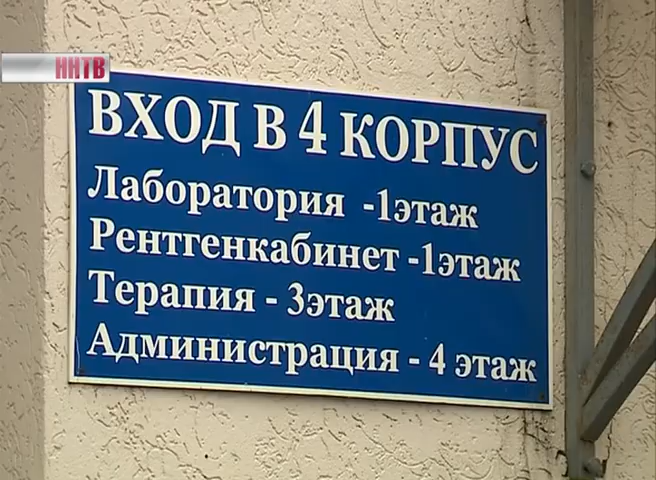 ННТВ
ВХОД В 4 КОРПУС
Лаборатория -1этаж
Рентгенкабинет -1этаж
Терапия - 3этаж
Администрация - 4 этаж